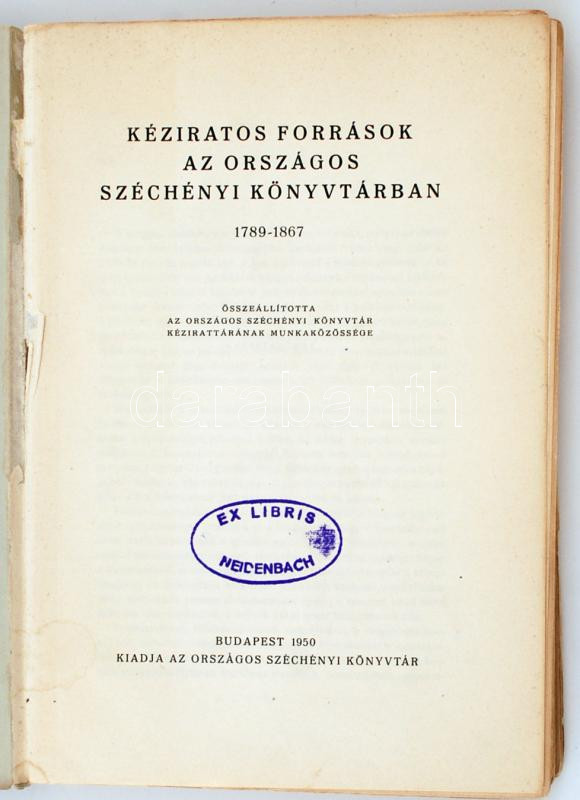 KÉZIRATOS FORRÁSOK
AZ ORSZÁGOS
SZÉCHÉNYI KÖNYVTÁRBAN
1789-1867
ÖSSZEÁLLÍTOTTA
AZ ORSZÁGOS SZÉCHÉNYI KÖNYVTÁR
KÉZIRATTÁRÁNAK MUNKAKÖZÖSSÉGE
darabanth
EX LIBRIS
NEIDENBACH
BUDAPEST 1950
KIADJA AZ ORSZÁGOS SZÉCHÉNYI KÖNYVTÁR